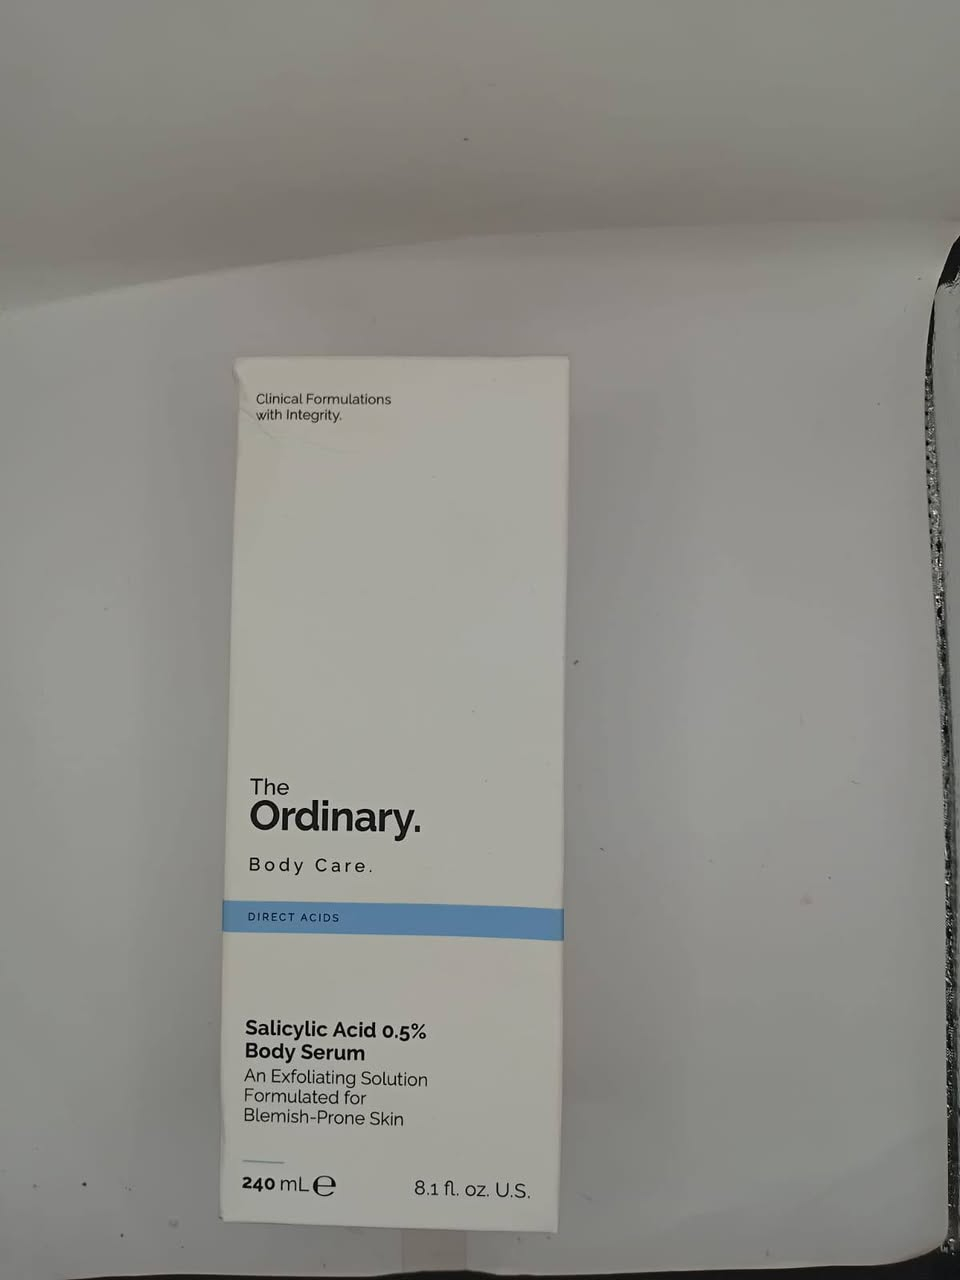 Clinical Formulations
with Integrity.
The
Ordinary.
Body Care.
DIRECT ACIDS
Salicylic Acid 0.5%
Body Serum
An Exfoliating Solution
Formulated for
Blemish-Prone Skin
240 mL ℮ 8.1 fl. oz. U.S.